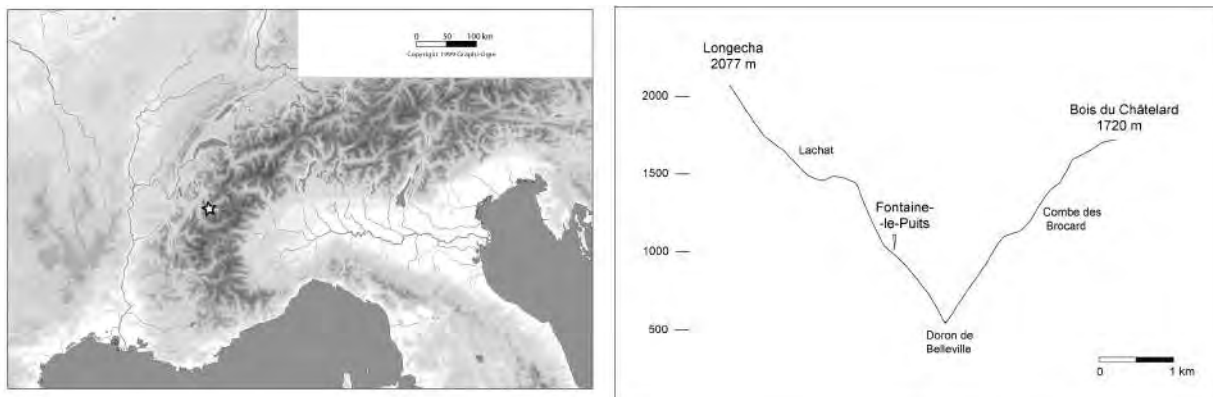 0 50 100 km
Longecha
2077 m
2000
Bois du Châtelard
1720 m
Lachat
1500
Fontaine-
-le-Puits
Combe des
Brocard
1000
500
Doron de
Belleville
0 1 km